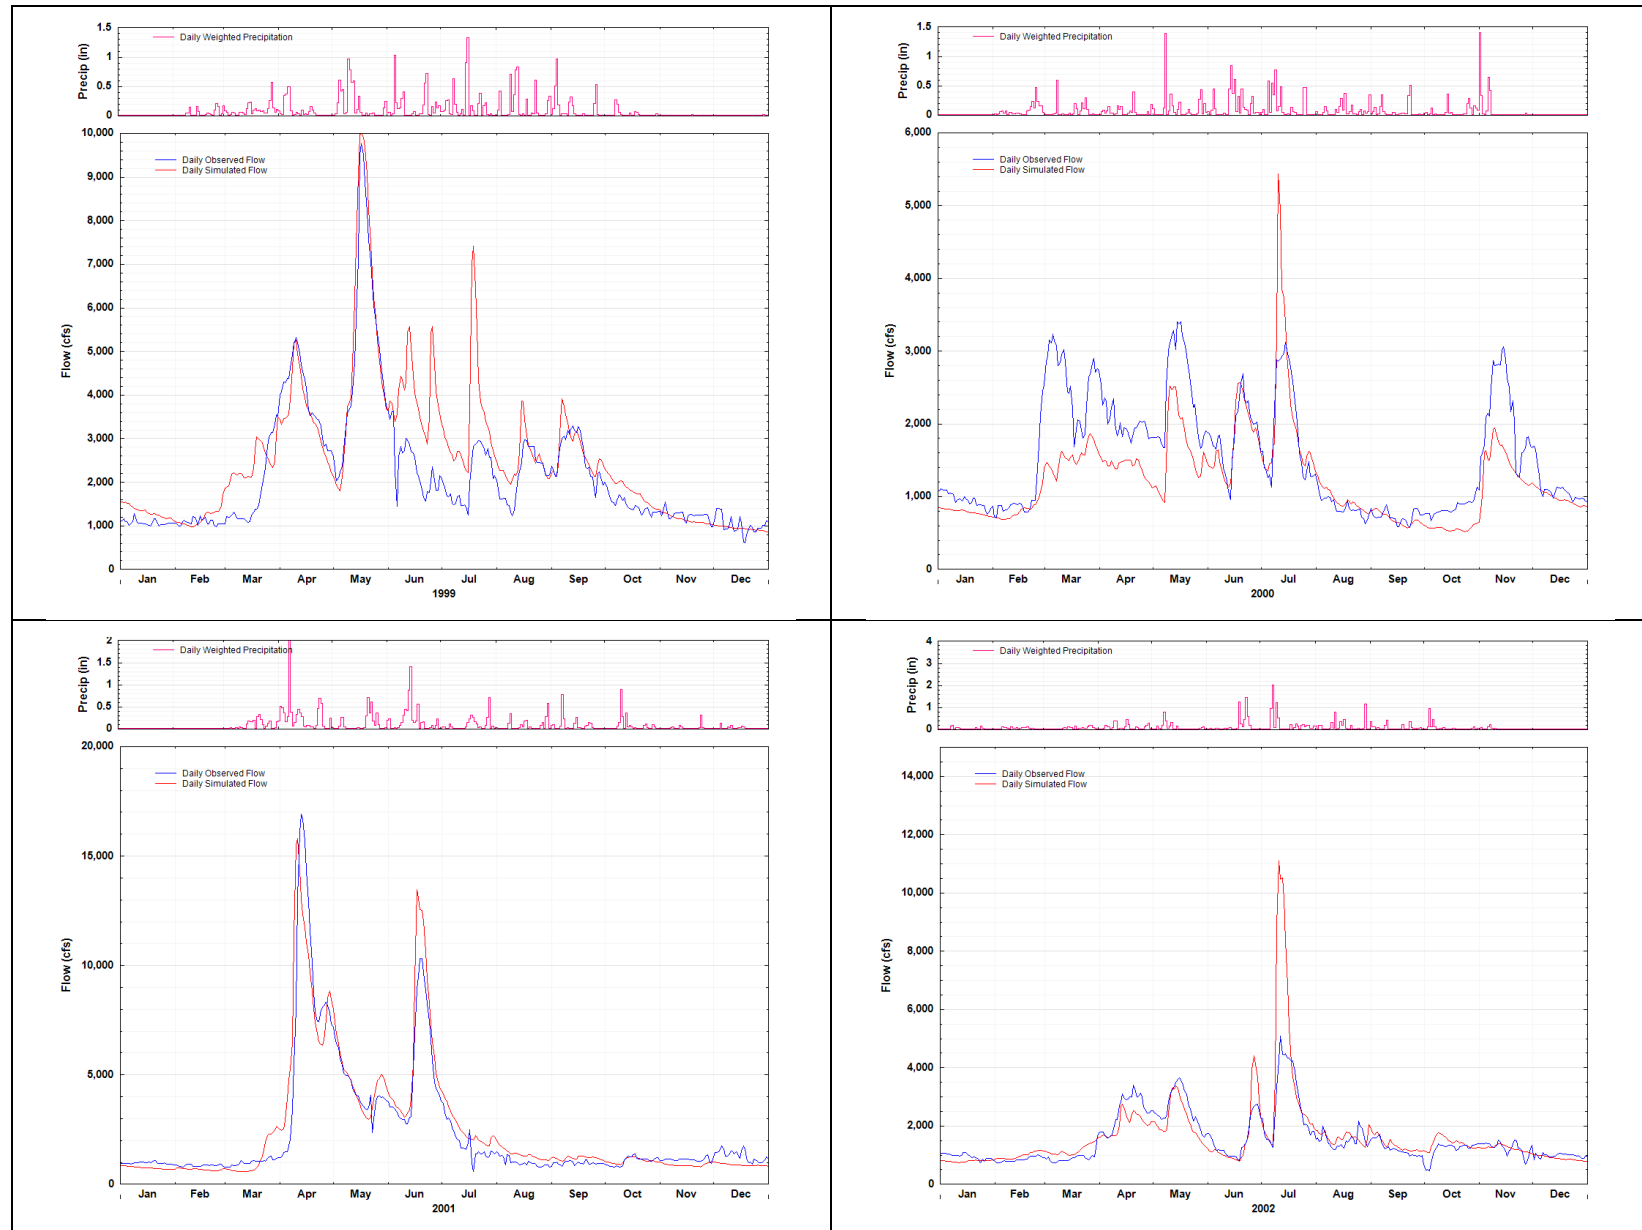 1.5
1
0.5
0
Precip (in)
Daily Weighted Precipitation
10,000
9,000
8,000
7,000
6,000
5,000
4,000
3,000
2,000
1,000
0
Flow (cfs)
Daily Observed Flow
Daily Simulated Flow
Jan Feb Mar Apr May Jun Jul Aug Sep Oct Nov Dec
1999
1.5
1
0.5
0
Precip (in)
Daily Weighted Precipitation
6,000
5,000
4,000
3,000
2,000
1,000
0
Flow (cfs)
Daily Observed Flow
Daily Simulated Flow
Jan Feb Mar Apr May Jun Jul Aug Sep Oct Nov Dec
2000
2
1.5
1
0.5
0
Precip (in)
Daily Weighted Precipitation
20,000
15,000
10,000
5,000
0
Flow (cfs)
Daily Observed Flow
Daily Simulated Flow
Jan Feb Mar Apr May Jun Jul Aug Sep Oct Nov Dec
2001
4
3
2
1
0
Precip (in)
Daily Weighted Precipitation
14,000
12,000
10,000
8,000
6,000
4,000
2,000
0
Flow (cfs)
Daily Observed Flow
Daily Simulated Flow
Jan Feb Mar Apr May Jun Jul Aug Sep Oct Nov Dec
2002